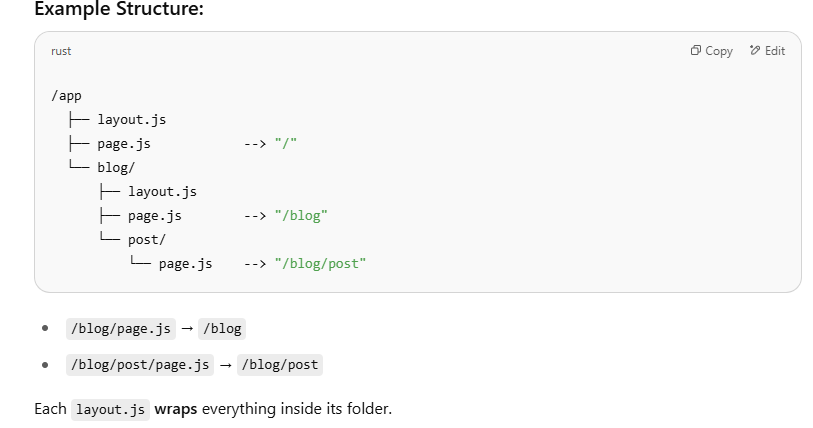 Example Structure:
rust
Copy Edit
/app
├── layout.js
├── page.js --> "/"
└── blog/
├── layout.js
├── page.js --> "/blog"
└── post/
└── page.js --> "/blog/post"
• /blog/page.js → /blog
• /blog/post/page.js → /blog/post
Each layout.js wraps everything inside its folder.